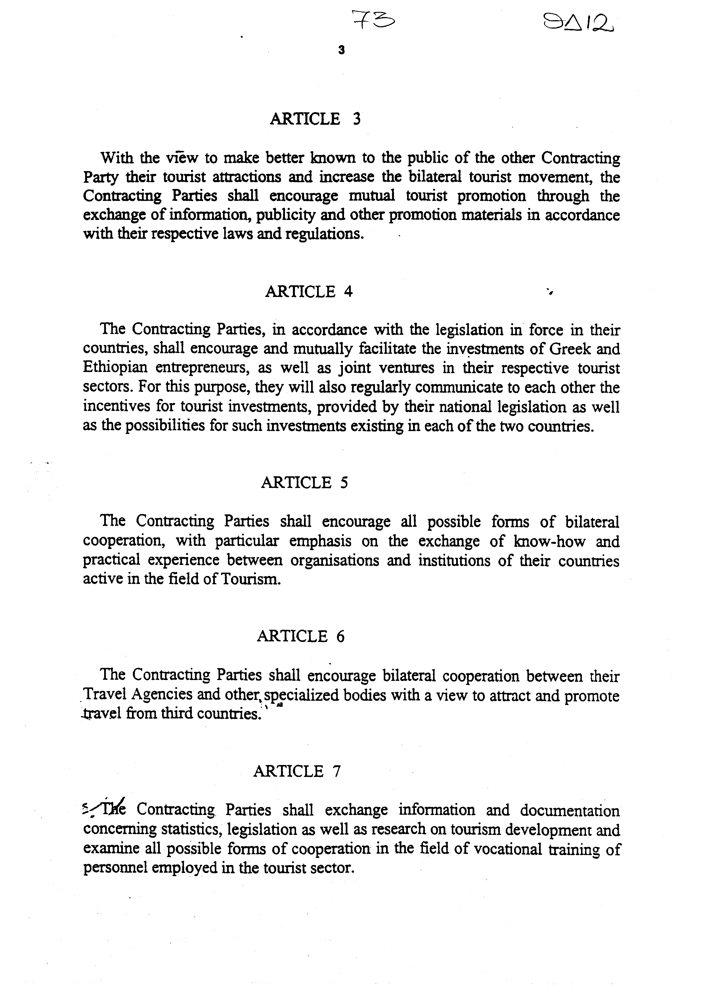 73
3
ARTICLE 3
With the view to make better known to the public of the other Contracting
Party their tourist attractions and increase the bilateral tourist movement, the
Contracting Parties shall encourage mutual tourist promotion through the
exchange of information, publicity and other promotion materials in accordance
with their respective laws and regulations.
ARTICLE 4
The Contracting Parties, in accordance with the legislation in force in their
countries, shall encourage and mutually facilitate the investments of Greek and
Ethiopian entrepreneurs, as well as joint ventures in their respective tourist
sectors. For this purpose, they will also regularly communicate to each other the
incentives for tourist investments, provided by their national legislation as well
as the possibilities for such investments existing in each of the two countries.
ARTICLE 5
The Contracting Parties shall encourage all possible forms of bilateral
cooperation, with particular emphasis on the exchange of know-how and
practical experience between organisations and institutions of their countries
active in the field of Tourism.
ARTICLE 6
The Contracting Parties shall encourage bilateral cooperation between their
Travel Agencies and other specialized bodies with a view to attract and promote
travel from third countries.
ARTICLE 7
The Contracting Parties shall exchange information and documentation
concerning statistics, legislation as well as research on tourism development and
examine all possible forms of cooperation in the field of vocational training of
personnel employed in the tourist sector.